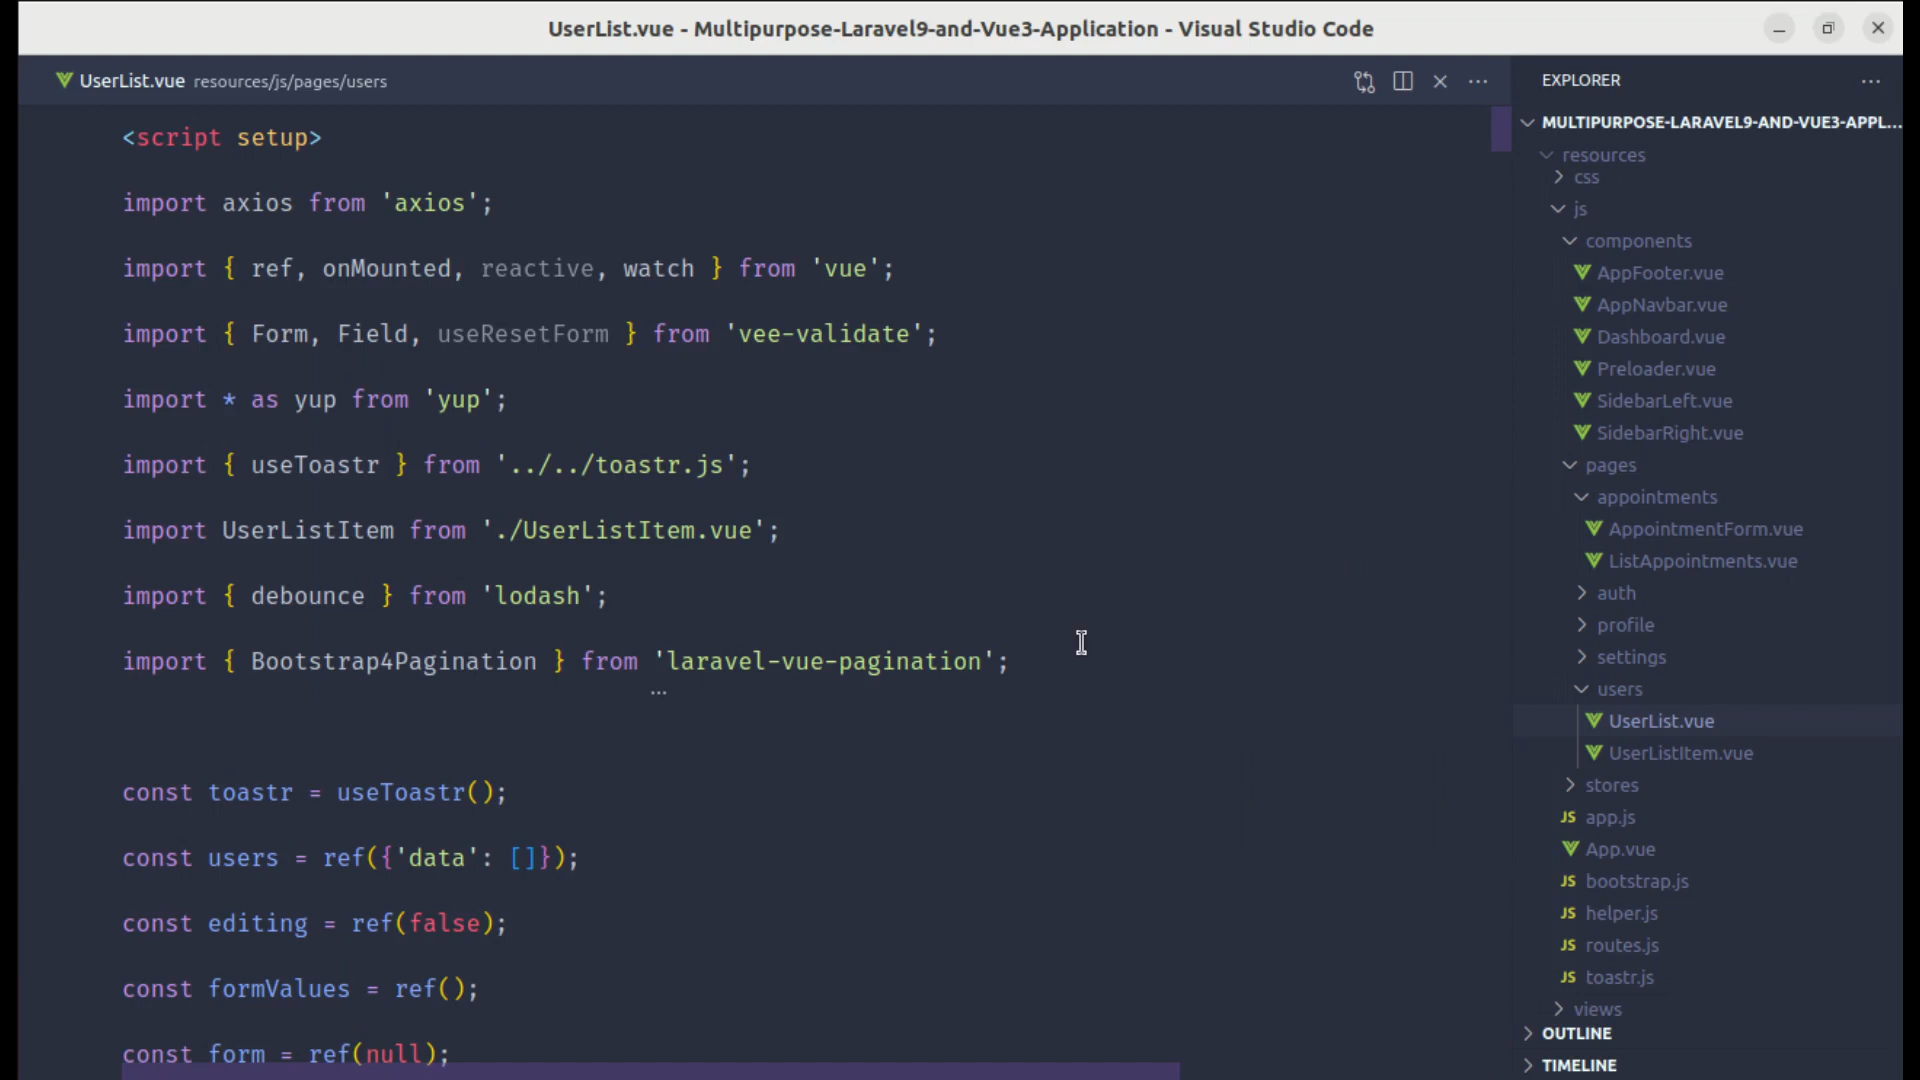 UserList.vue - Multipurpose-Laravel9-and-Vue3-Application - Visual Studio Code
UserList.vue resources/js/pages/users
<script setup>
import axios from 'axios';
import { ref, onMounted, reactive, watch } from 'vue';
import { Form, Field, useResetForm } from 'vee-validate';
import * as yup from 'yup';
import { useToastr } from '../../toastr.js';
import UserListItem from './UserListItem.vue';
import { debounce } from 'lodash';
import { Bootstrap4Pagination } from 'laravel-vue-pagination';
const toastr = useToastr();
const users = ref({'data': []});
const editing = ref(false);
const formValues = ref();
const form = ref(null);
EXPLORER
MULTIPURPOSE-LARAVEL9-AND-VUE3-APPL...
resources
css
js
components
AppFooter.vue
AppNavbar.vue
Dashboard.vue
Preloader.vue
SidebarLeft.vue
SidebarRight.vue
pages
appointments
AppointmentForm.vue
ListAppointments.vue
auth
profile
settings
users
UserList.vue
UserListItem.vue
stores
JS app.js
App.vue
JS bootstrap.js
JS helper.js
JS routes.js
JS toastr.js
views
OUTLINE
TIMELINE